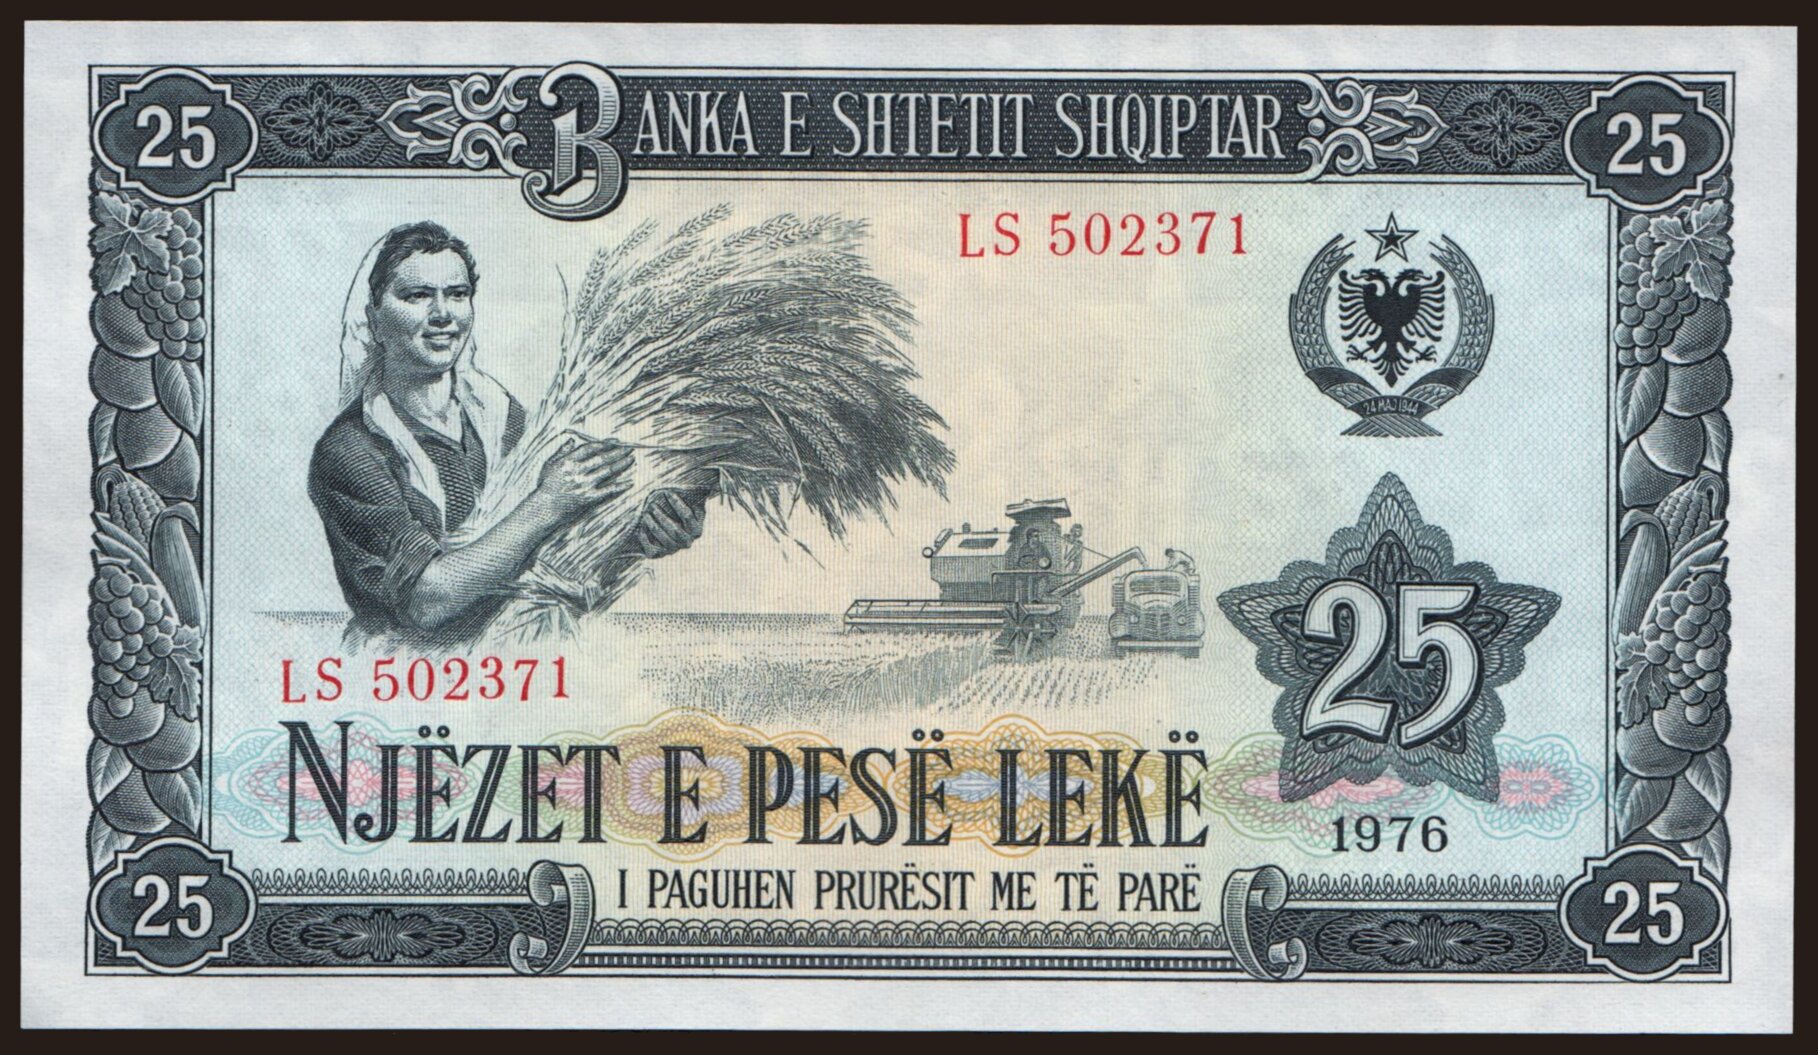 25 BANKA E SHTETIT SHQIPTAR 25
LS 502371
24 MAJ 1944
LS 502371
25
NJËZET E PESË LEKË
1976
25 I PAGUHEN PRURËSIT ME TË PARË 25